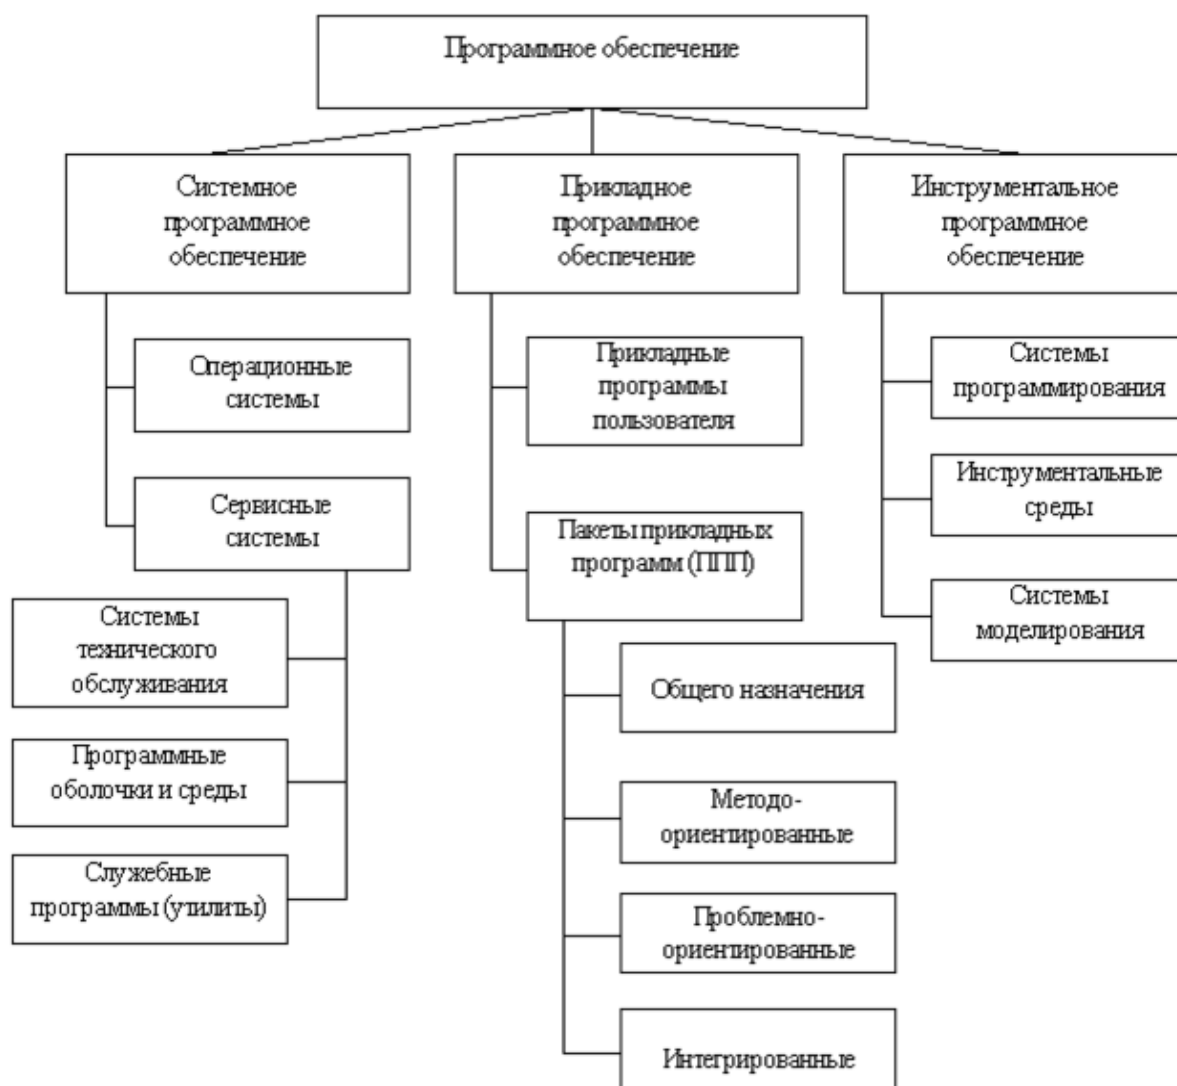 Программное обеспечение
Системное
программное
обеспечение
Прикладное
программное
обеспечение
Инструментальное
программное
обеспечение
Операционные
системы
Сервисные
системы
Системы
технического
обслуживания
Программные
оболочки и среды
Служебные
программы (утилиты)
Прикладные
программы
пользователя
Пакеты прикладных
программ (ППП)
Общего назначения
Методо-
ориентированные
Проблемно-
ориентированные
Интегрированные
Системы
программирования
Инструментальные
среды
Системы
моделирования